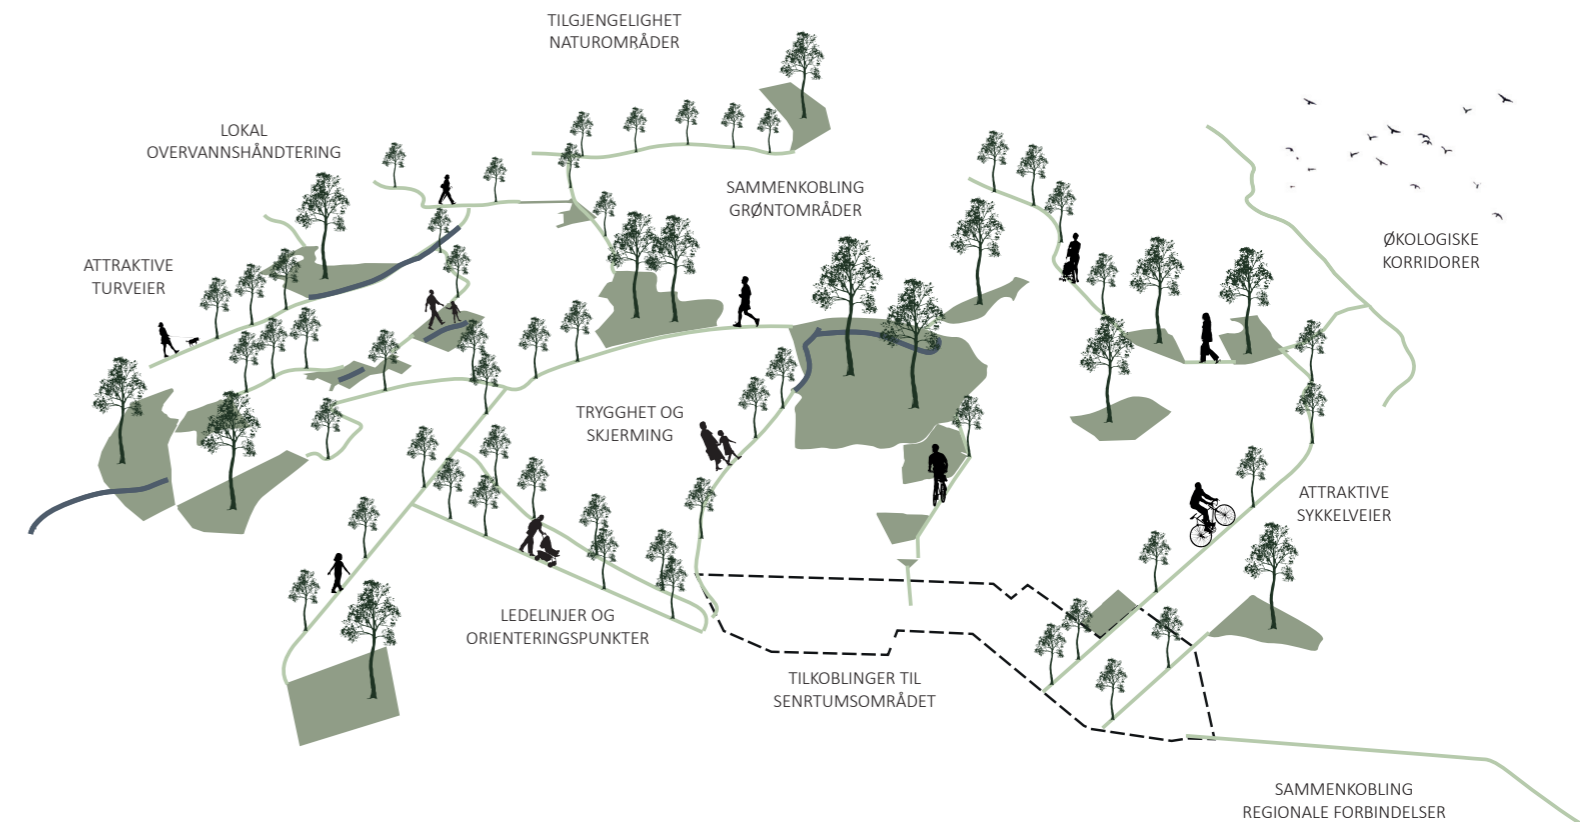 TILGJENGELIGHET
NATUROMRÅDER
LOKAL
OVERVANNSHÅNDTERING
SAMMENKOBLING
GRØNTOMRÅDER
ØKOLOGISKE
KORRIDORER
ATTRAKTIVE
TURVEIER
TRYGGHET OG
SKJERMING
ATTRAKTIVE
SYKKELVEIER
LEDELINJER OG
ORIENTERINGSPUNKTER
TILKOBLINGER TIL
SENRTUMSOMRÅDET
SAMMENKOBLING
REGIONALE FORBINDELSER